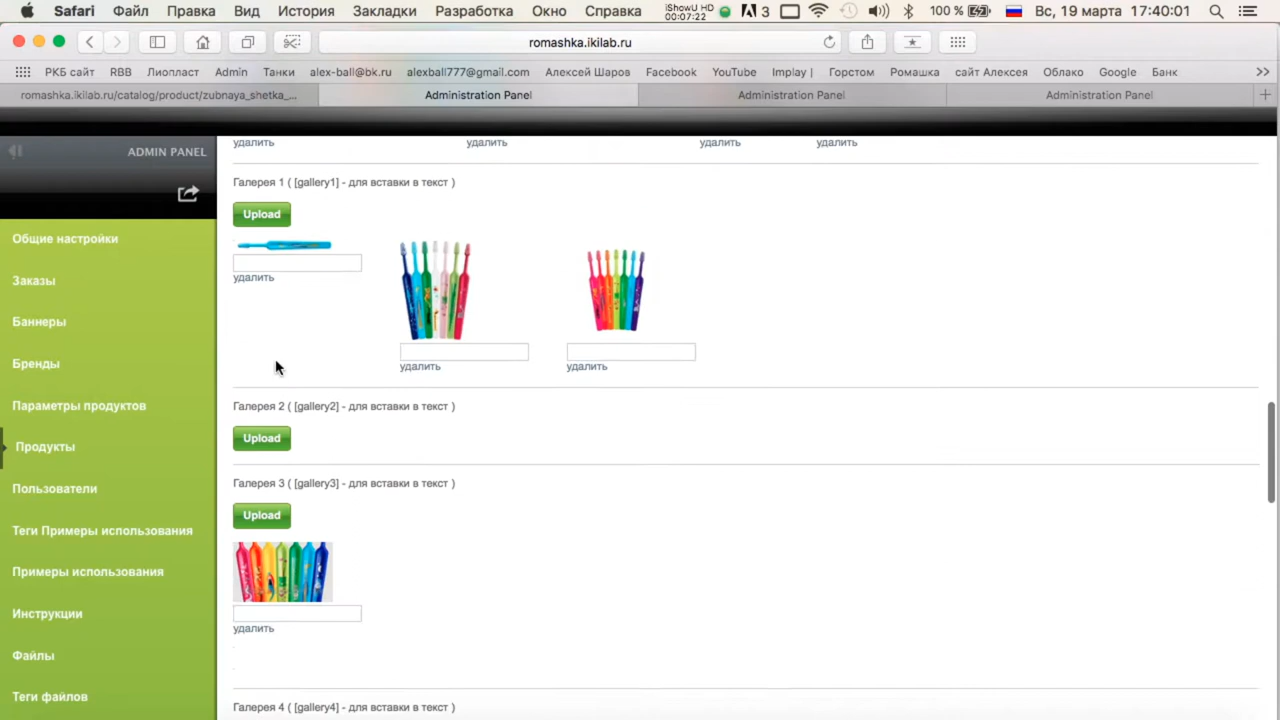 Safari Файл Правка Вид История Закладки Разработка Окно Справка iShowU HD 00:07:22 3 100 % Вс, 19 марта 17:40:01
romashka.ikilab.ru
РКБ сайт RBB Лиопласт Admin Танки alex-ball@bk.ru alexball777@gmail.com Алексей Шаров Facebook YouTube Implay | Горстом Ромашка сайт Алексея Облако Google Банк >>
romashka.ikilab.ru/catalog/product/zubnaya_shetka_... Administration Panel Administration Panel Administration Panel +
ADMIN PANEL
Общие настройки
Заказы
Баннеры
Бренды
Параметры продуктов
Продукты
Пользователи
Теги Примеры использования
Примеры использования
Инструкции
Файлы
Теги файлов
удалить удалить удалить удалить
Галерея 1 ( [gallery1] - для вставки в текст )
Upload
удалить
удалить удалить
Галерея 2 ( [gallery2] - для вставки в текст )
Upload
Галерея 3 ( [gallery3] - для вставки в текст )
Upload
удалить
Галерея 4 ( [gallery4] - для вставки в текст )